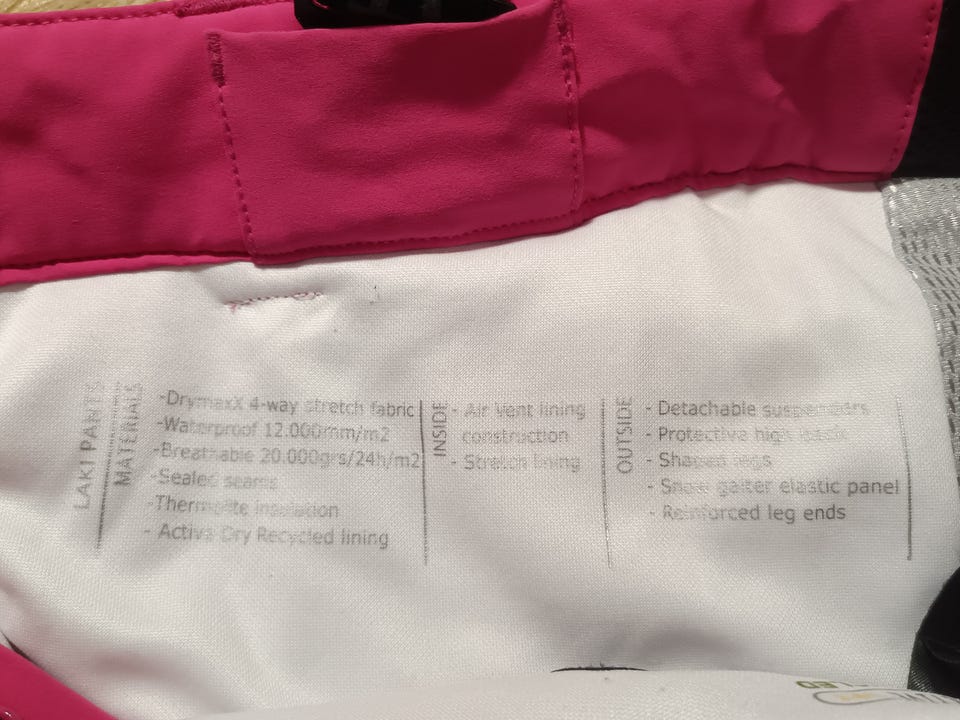 LAKI PANTS
MATERIALS
-DrymaxX 4-way stretch fabric
-Waterproof 12.000mm/m2
-Breathable 20.000grs/24h/m2
-Sealed seams
-Thermolite insulation
- Activa Dry Recycled lining
INSIDE
- Air Vent lining
construction
- Stretch lining
OUTSIDE
- Detachable suspenders
- Protective high back
- Shaped legs
- Snow gaiter elastic panel
- Reinforced leg ends